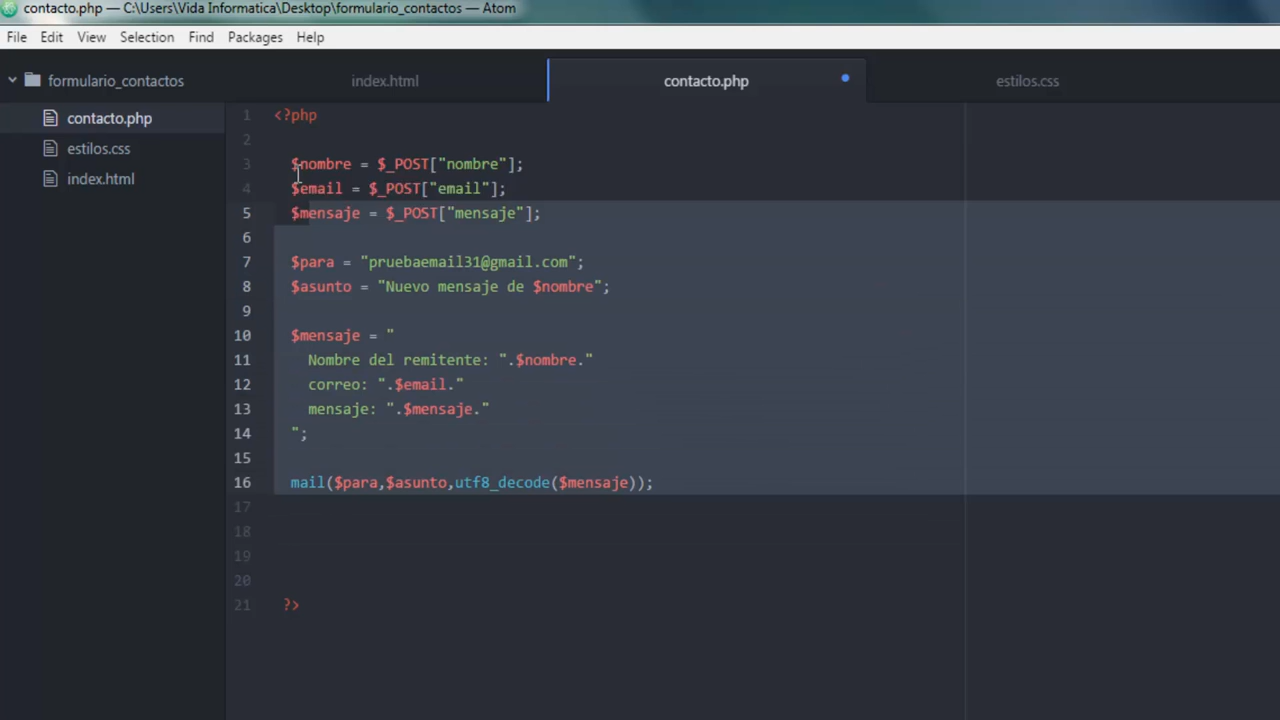 contacto.php — C:\Users\Vida Informatica\Desktop\formulario_contactos — Atom
File Edit View Selection Find Packages Help
formulario_contactos
contacto.php
estilos.css
index.html
index.html contacto.php estilos.css
1 <?php
2
3 $nombre = $_POST["nombre"];
4 $email = $_POST["email"];
5 $mensaje = $_POST["mensaje"];
6
7 $para = "pruebaemail31@gmail.com";
8 $asunto = "Nuevo mensaje de $nombre";
9
10 $mensaje = "
11 Nombre del remitente: ".$nombre."
12 correo: ".$email."
13 mensaje: ".$mensaje."
14 ";
15
16 mail($para,$asunto,utf8_decode($mensaje));
17
18
19
20
21 ?>